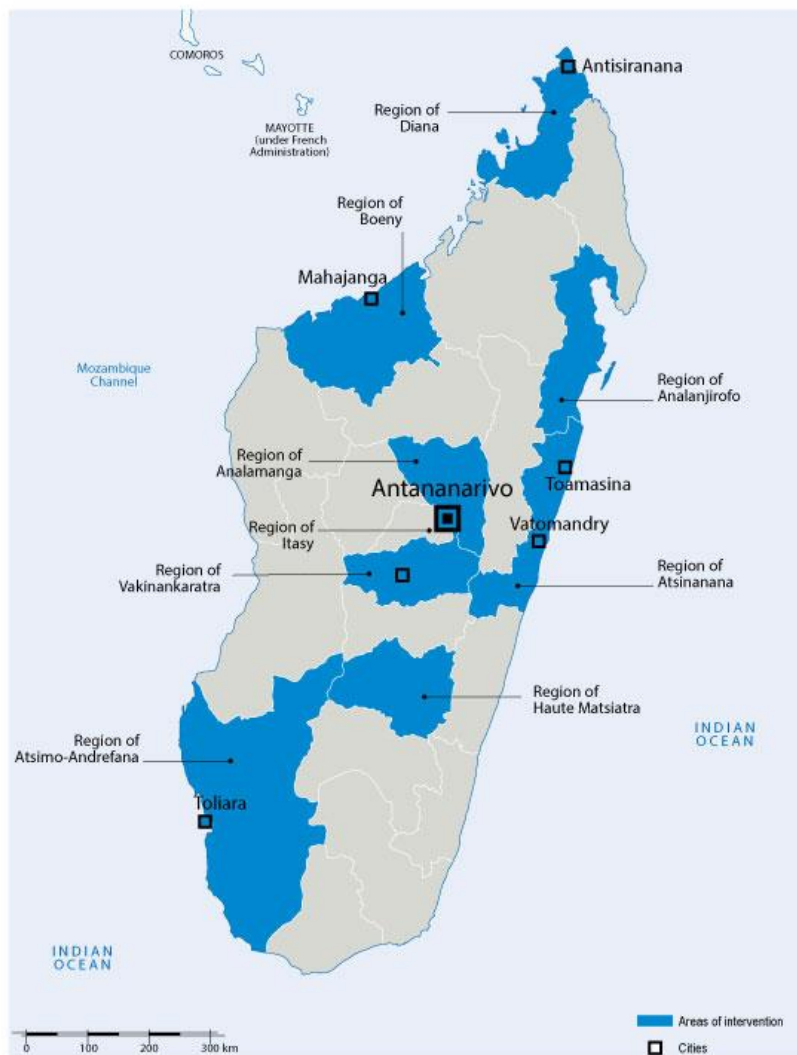 COMOROS
Antisiranana
Region of
Diana
MAYOTTE
(under French
Administration)
Region of
Boeny
Mahajanga
Mozambique
Channel
Region of
Analanjirofo
Region of
Analamanga
Antananarivo
Toamasina
Region of
Itasy
Vatomandry
Region of
Vakinankaratra
Region of
Atsinanana
Region of
Haute Matsiatra
INDIAN
OCEAN
Region of
Atsimo-Andrefana
Toliara
INDIAN
OCEAN
0 100 200 300 km
Areas of intervention
Cities